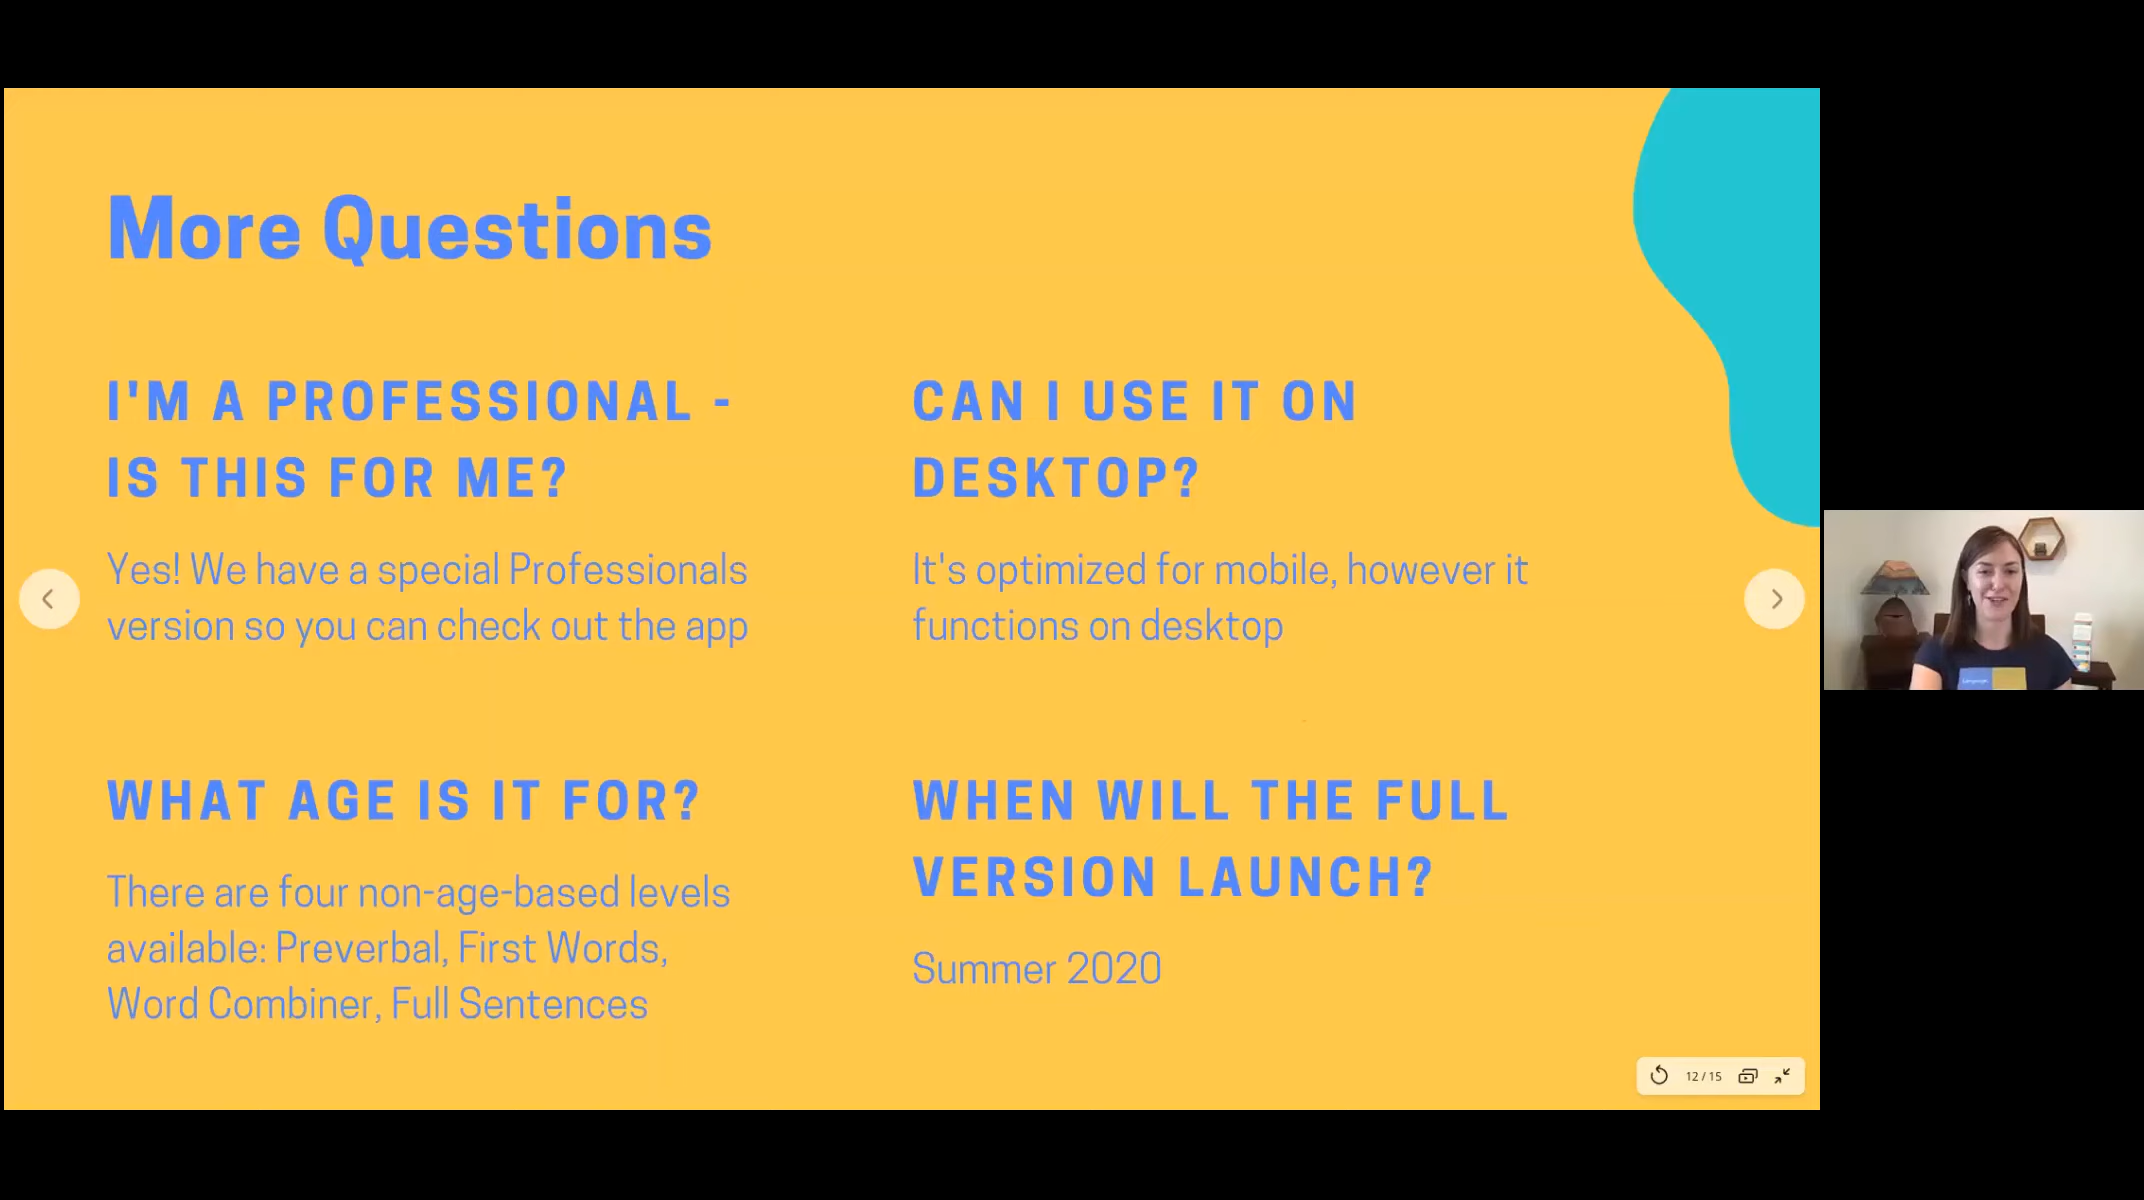 More Questions
I'M A PROFESSIONAL -
IS THIS FOR ME?
Yes! We have a special Professionals
version so you can check out the app
CAN I USE IT ON
DESKTOP?
It's optimized for mobile, however it
functions on desktop
WHAT AGE IS IT FOR?
There are four non-age-based levels
available: Preverbal, First Words,
Word Combiner, Full Sentences
WHEN WILL THE FULL
VERSION LAUNCH?
Summer 2020
12 / 15